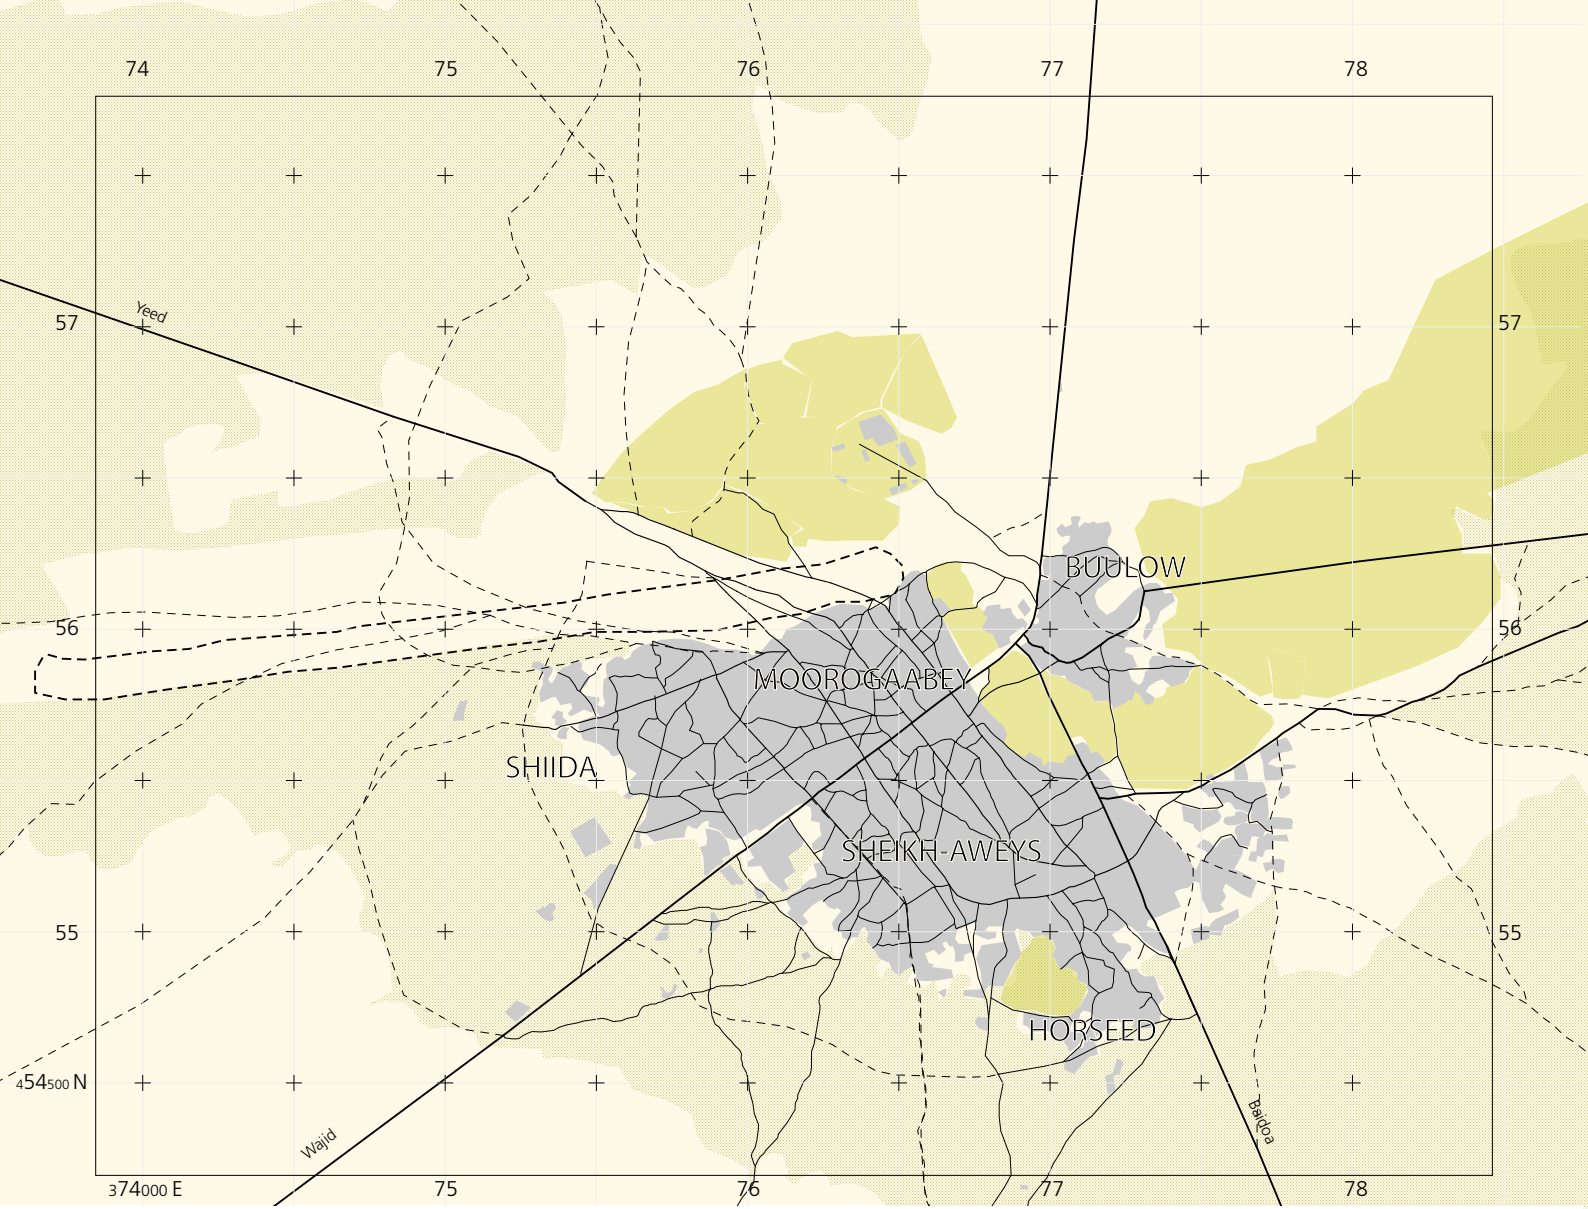 74 75 76 77 78
Yeed
57 57
BUULOW
56 56
MOOROGAABEY
SHIIDA
SHEIKH-AWEYS
55 55
HORSEED
454500 N
Baidoa
Wajid
374000 E 75 76 77 78